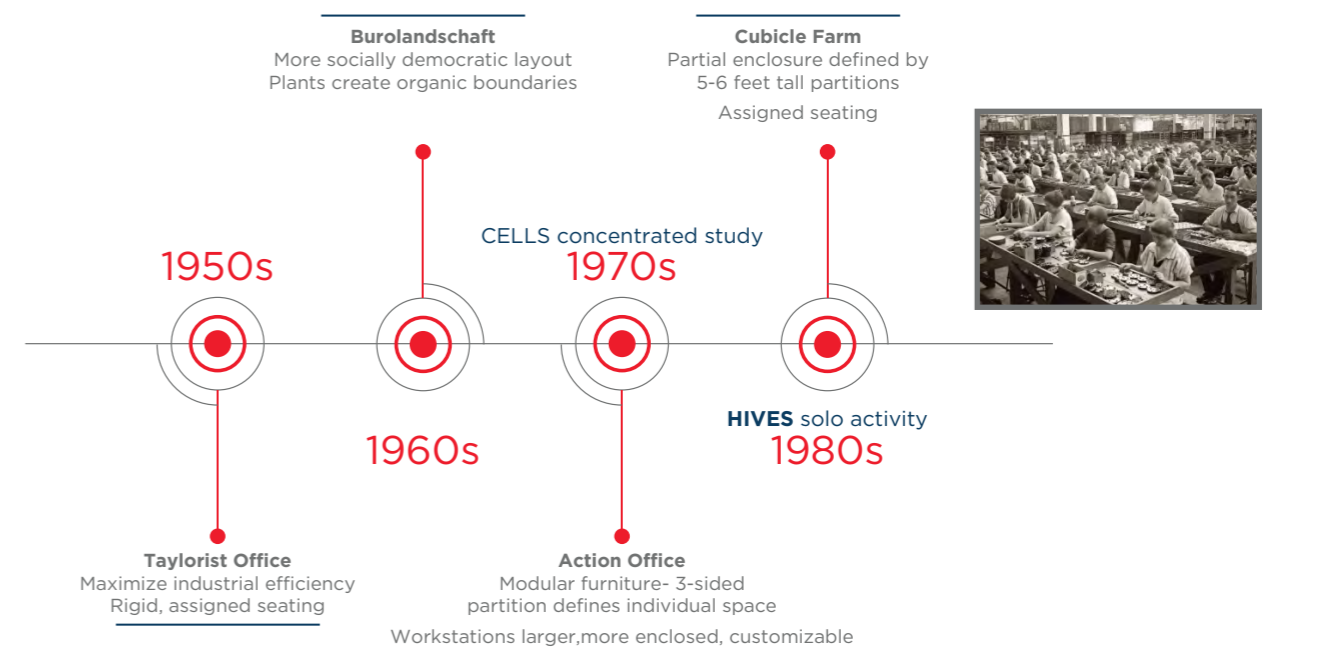 Burolandschaft
More socially democratic layout
Plants create organic boundaries
Cubicle Farm
Partial enclosure defined by
5-6 feet tall partitions
Assigned seating
1950s
CELLS concentrated study
1970s
1960s
HIVES solo activity
1980s
Taylorist Office
Maximize industrial efficiency
Rigid, assigned seating
Action Office
Modular furniture- 3-sided
partition defines individual space
Workstations larger,more enclosed, customizable